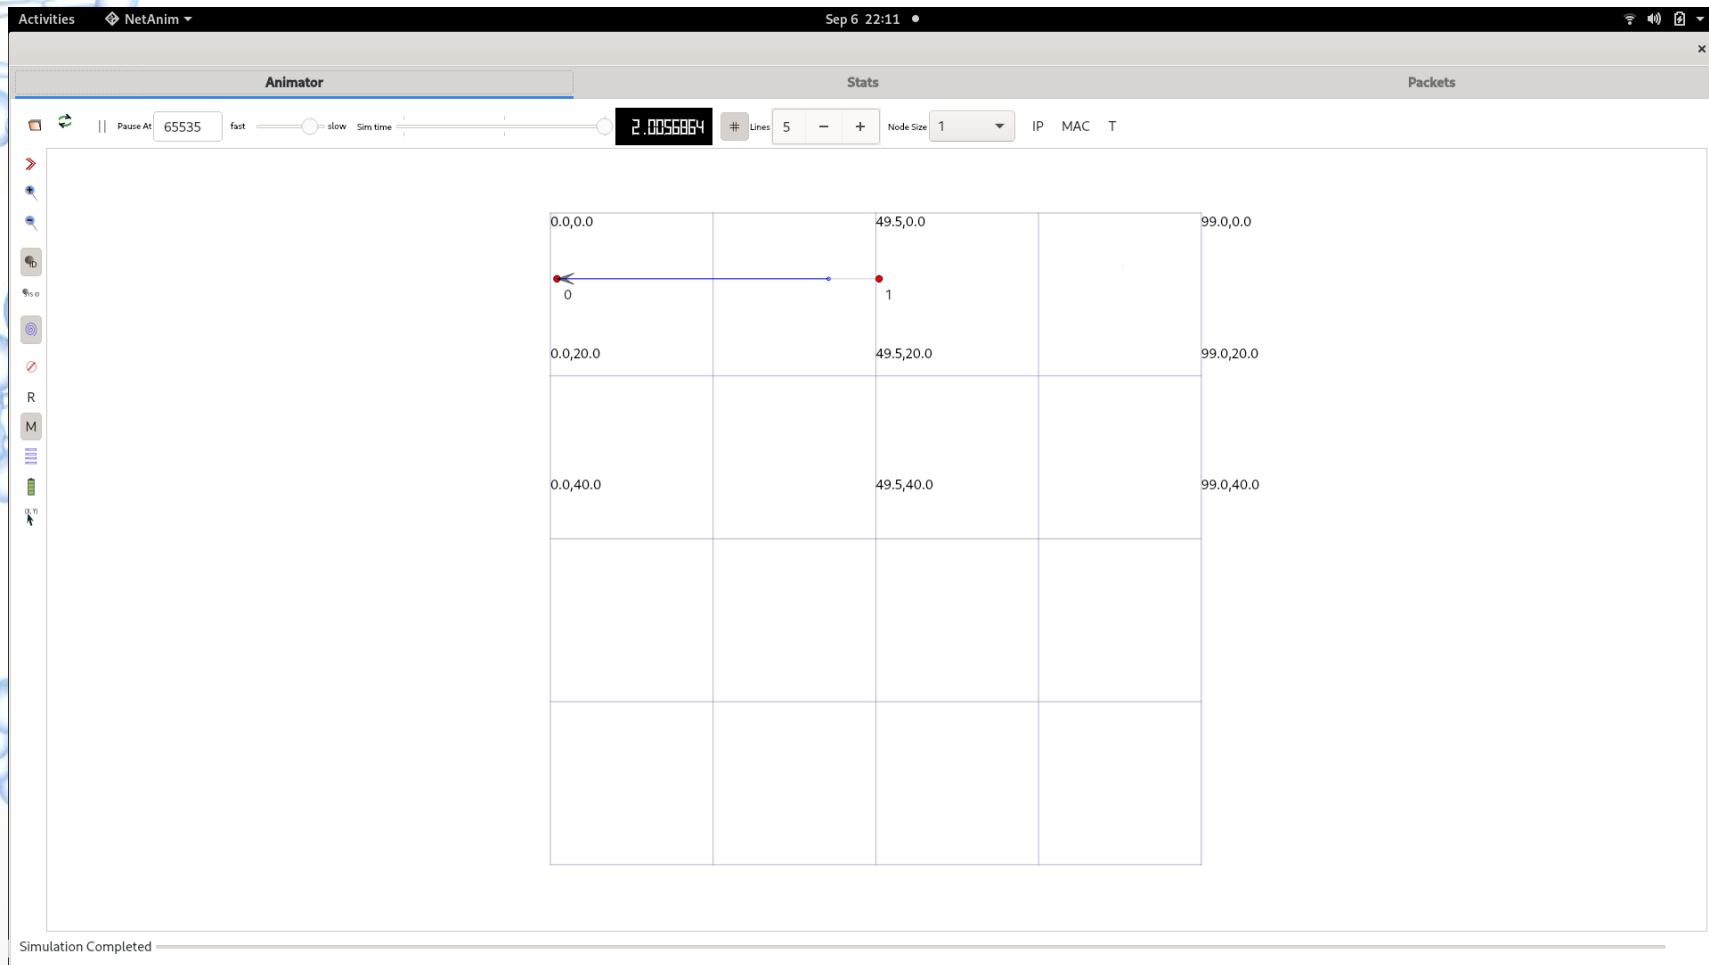 Activities NetAnim Sep 6 22:11
Animator Stats Packets
Pause At 65535 fast slow Sim time 2.0056864 # Lines 5 − + Node Size 1 IP MAC T
0.0,0.0 49.5,0.0 99.0,0.0
ID
0 1
0.0,20.0 49.5,20.0 99.0,20.0
R
M
0.0,40.0 49.5,40.0 99.0,40.0
Simulation Completed